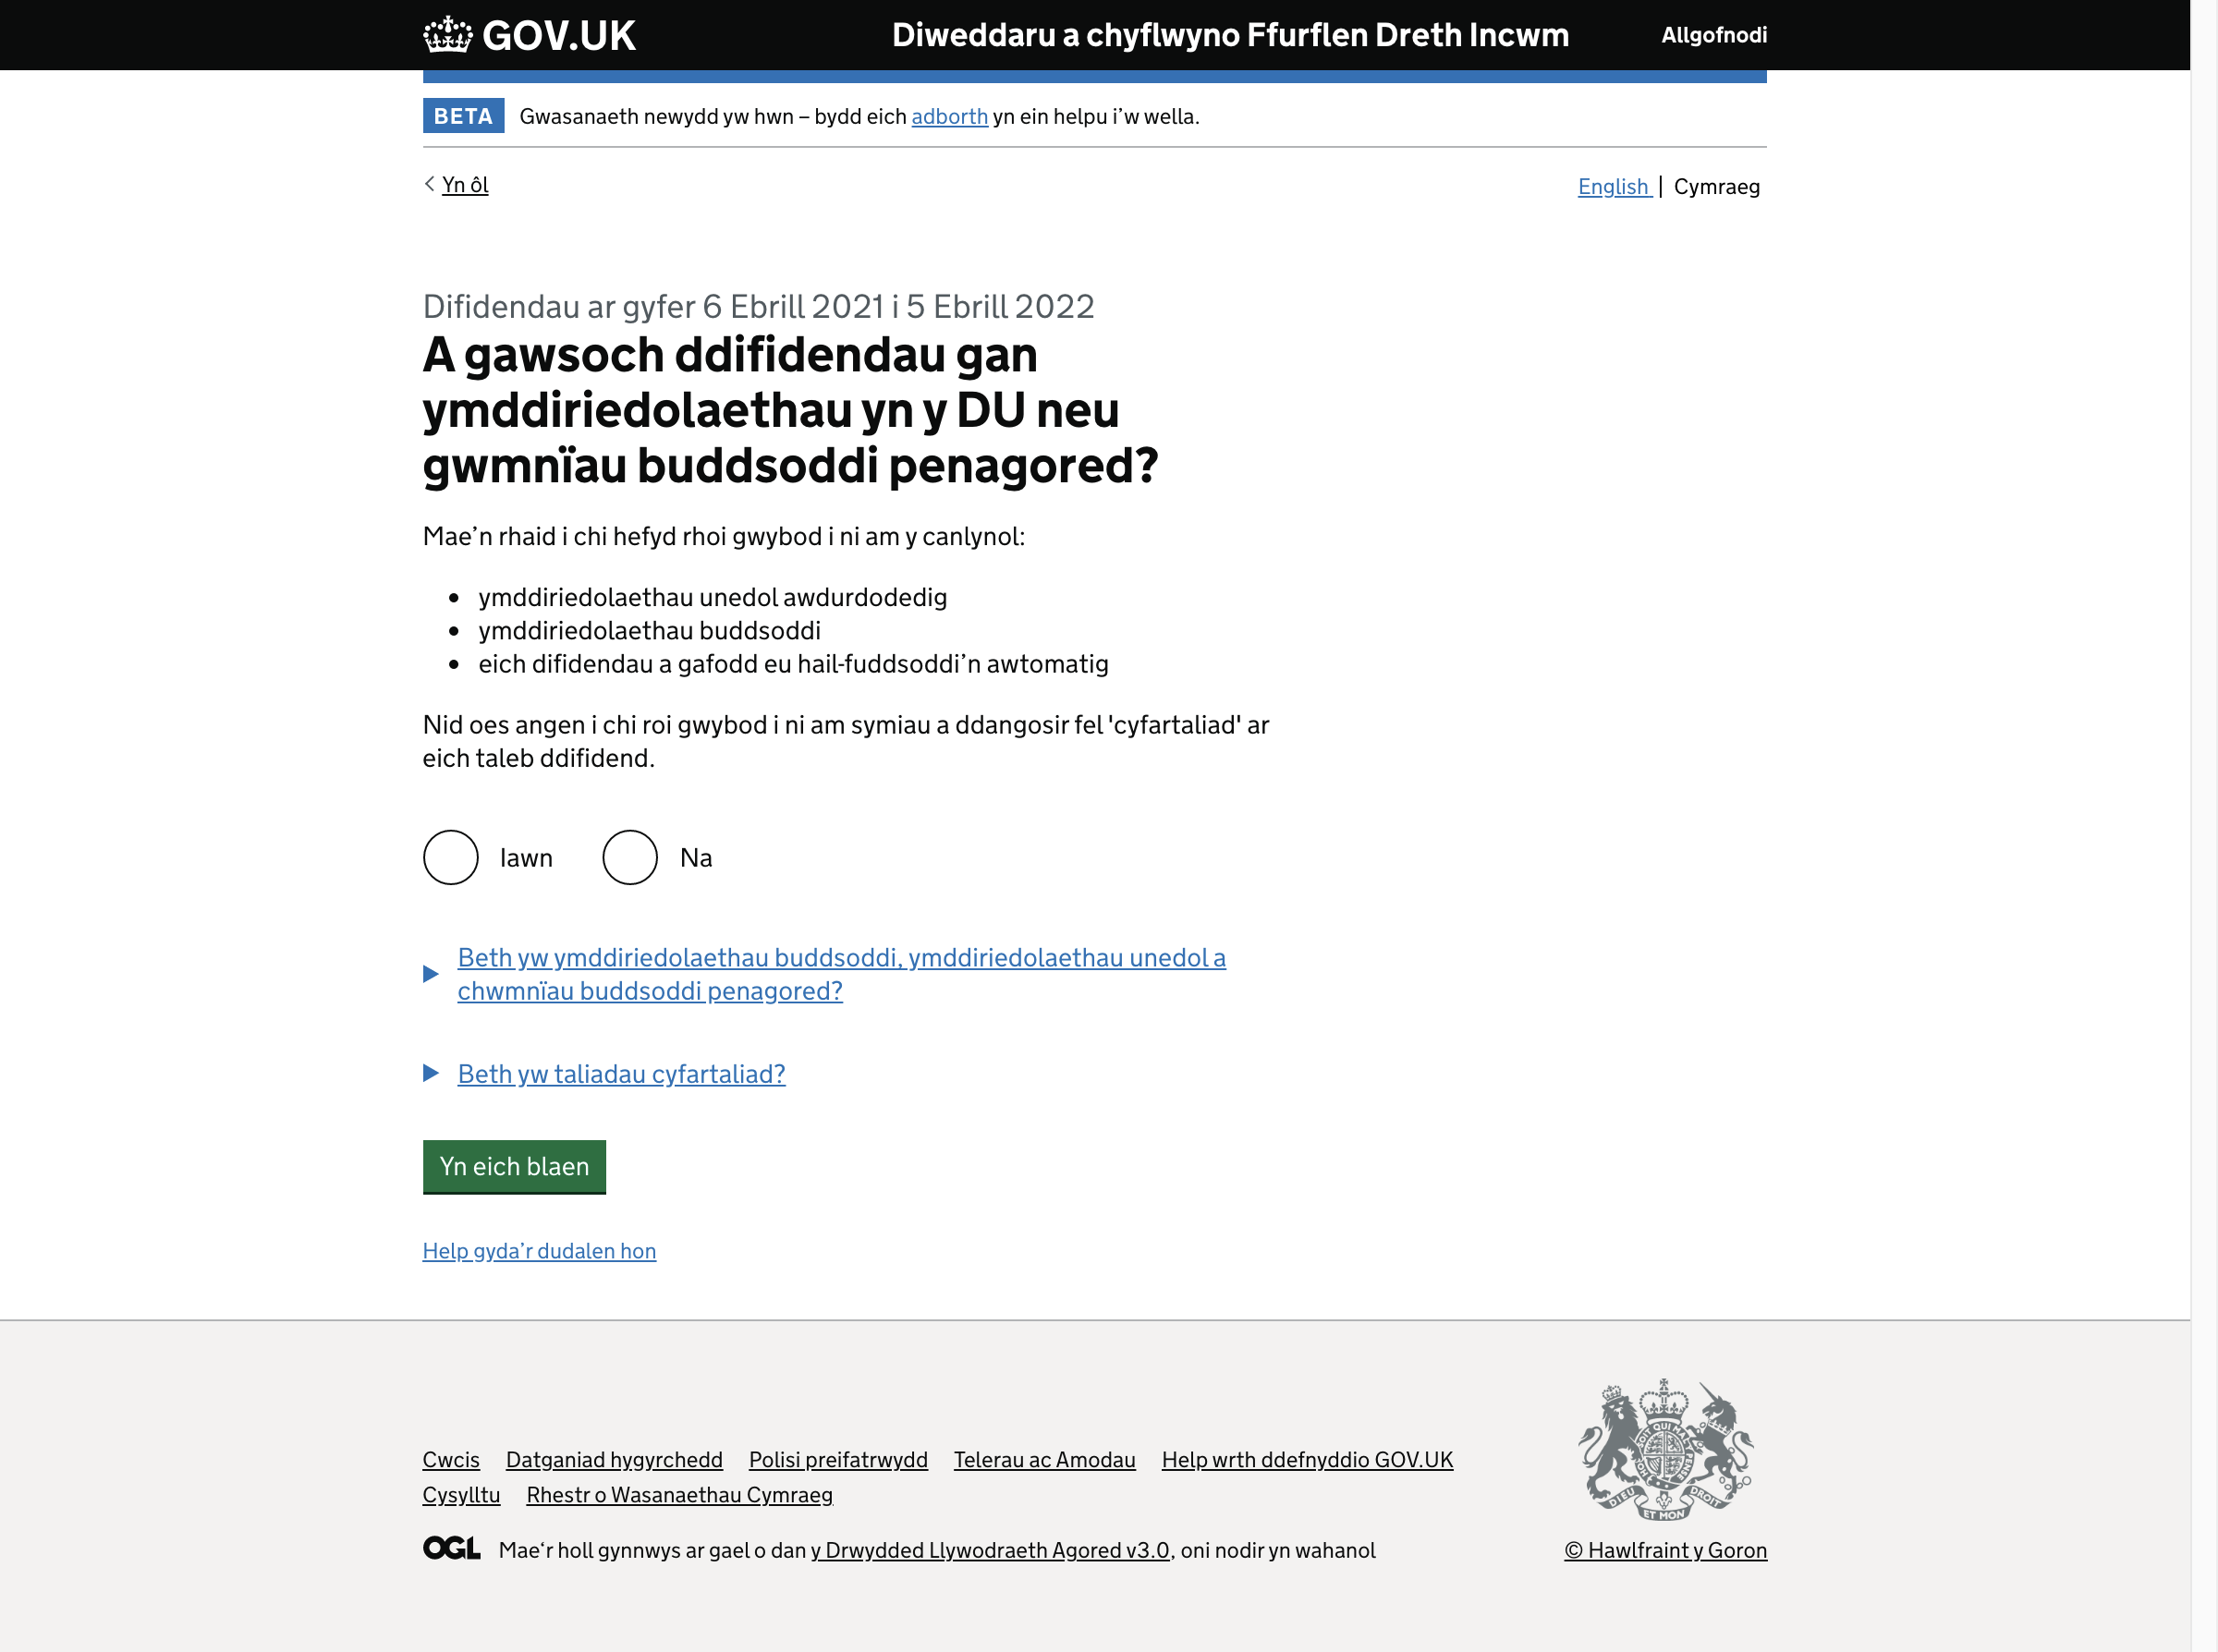 GOV.UK Diweddaru a chyflwyno Ffurflen Dreth Incwm Allgofnodi
BETA Gwasanaeth newydd yw hwn – bydd eich adborth yn ein helpu i’w wella.
Yn ôl English | Cymraeg
Difidendau ar gyfer 6 Ebrill 2021 i 5 Ebrill 2022
A gawsoch ddifidendau gan
ymddiriedolaethau yn y DU neu
gwmnïau buddsoddi penagored?
Mae’n rhaid i chi hefyd rhoi gwybod i ni am y canlynol:
• ymddiriedolaethau unedol awdurdodedig
• ymddiriedolaethau buddsoddi
• eich difidendau a gafodd eu hail-fuddsoddi’n awtomatig
Nid oes angen i chi roi gwybod i ni am symiau a ddangosir fel 'cyfartaliad' ar
eich taleb ddifidend.
Iawn Na
Beth yw ymddiriedolaethau buddsoddi, ymddiriedolaethau unedol a
chwmnïau buddsoddi penagored?
Beth yw taliadau cyfartaliad?
Yn eich blaen
Help gyda’r dudalen hon
Cwcis Datganiad hygyrchedd Polisi preifatrwydd Telerau ac Amodau Help wrth ddefnyddio GOV.UK
Cysylltu Rhestr o Wasanaethau Cymraeg
OGL Mae‘r holl gynnwys ar gael o dan y Drwydded Llywodraeth Agored v3.0, oni nodir yn wahanol
DIEU ET MON DROIT
© Hawlfraint y Goron